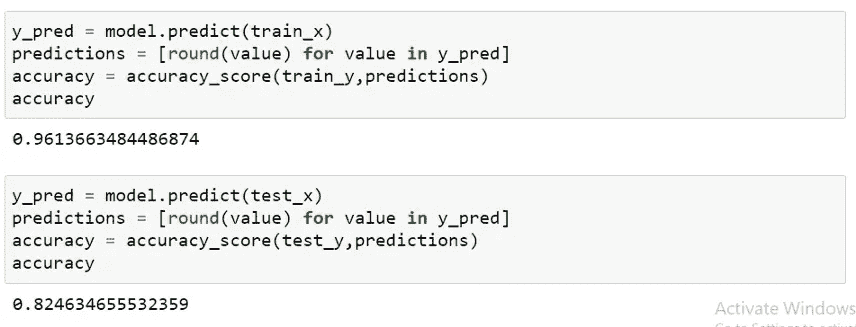 y_pred = model.predict(train_x)
predictions = [round(value) for value in y_pred]
accuracy = accuracy_score(train_y,predictions)
accuracy
0.9613663484486874
y_pred = model.predict(test_x)
predictions = [round(value) for value in y_pred]
accuracy = accuracy_score(test_y,predictions)
accuracy
0.824634655532359
Activate Windows